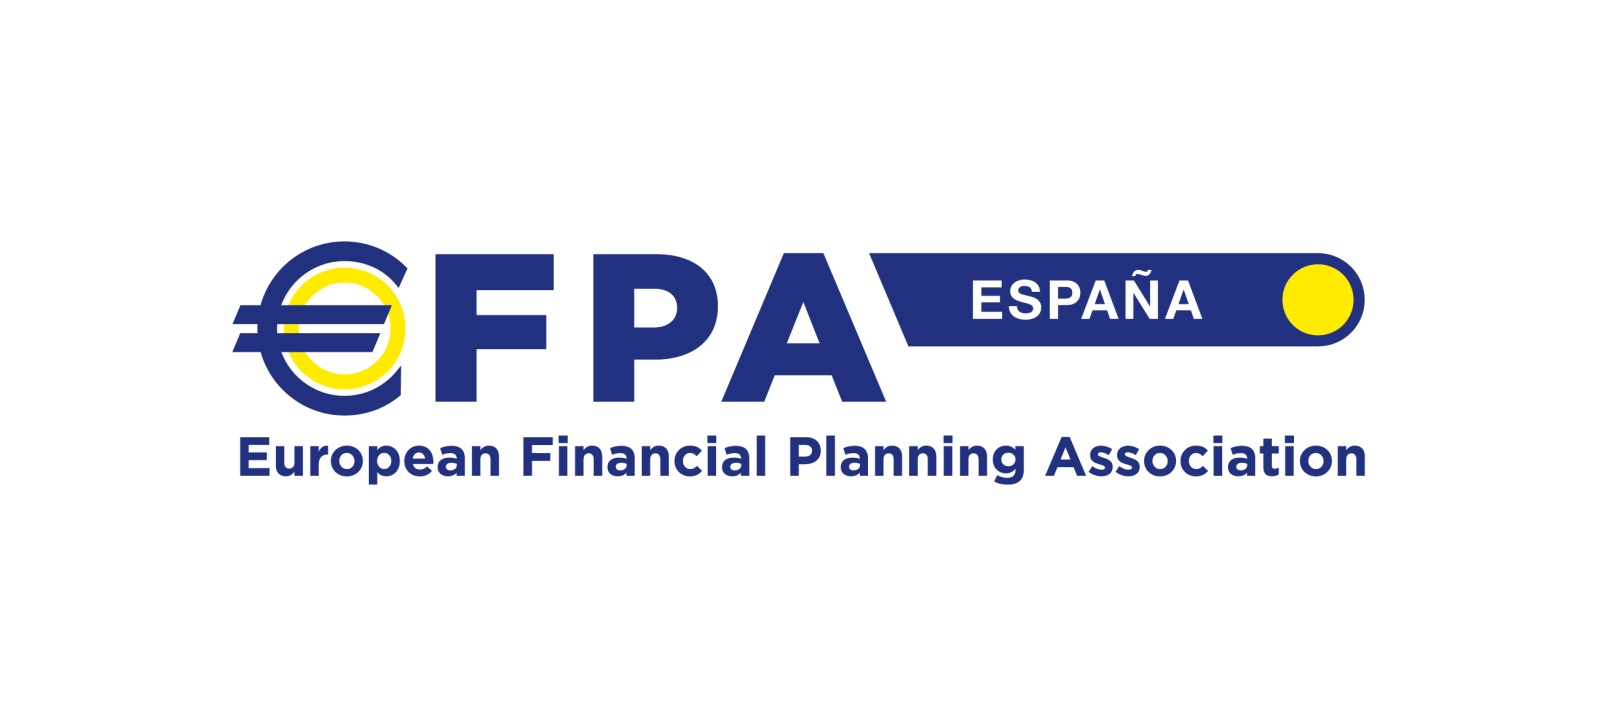 €FPA ESPAÑA
European Financial Planning Association